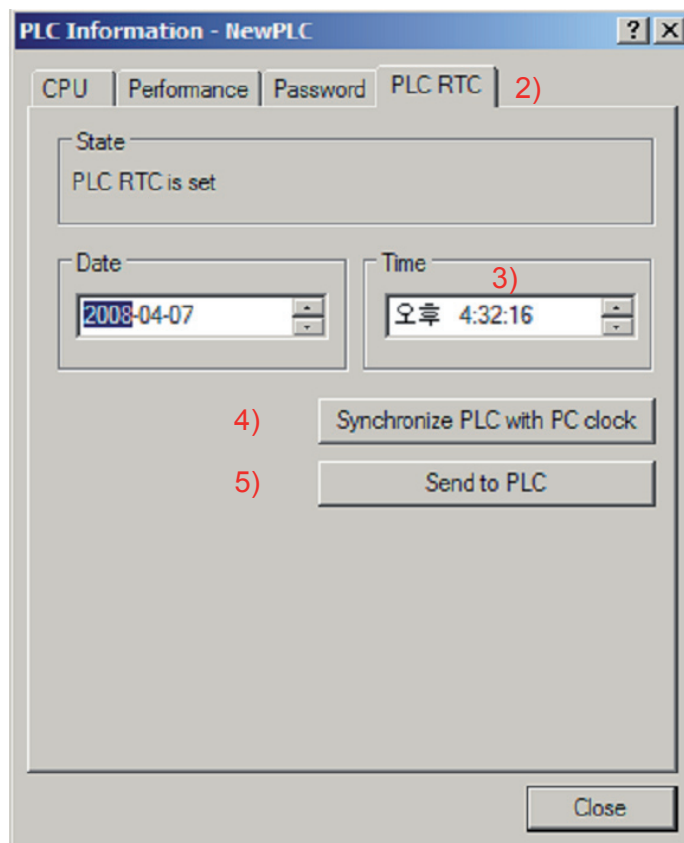 PLC Information - NewPLC
CPU Performance Password PLC RTC 2)
State
PLC RTC is set
Date Time
3)
2008-04-07 오후 4:32:16
4) Synchronize PLC with PC clock
5) Send to PLC
Close